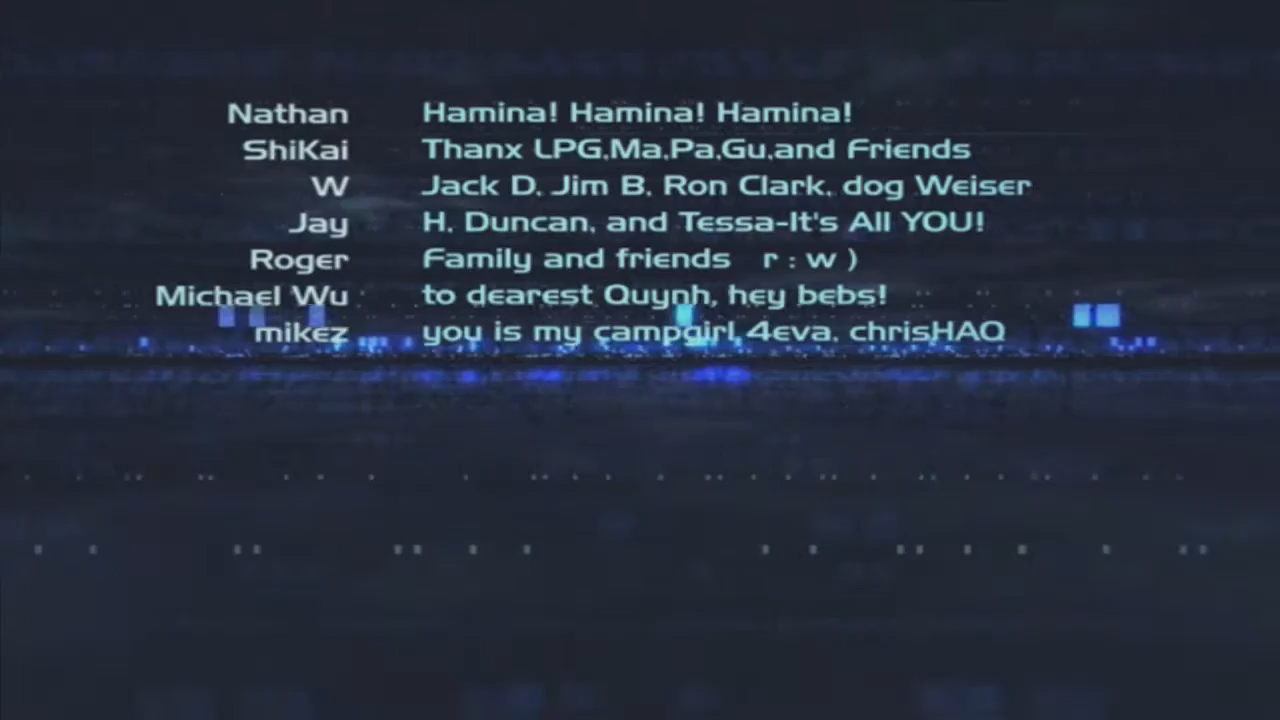 Nathan Hamina! Hamina! Hamina!
ShiKai Thanx LPG,Ma,Pa,Gu,and Friends
W Jack D, Jim B, Ron Clark, dog Weiser
Jay H, Duncan, and Tessa-It's All YOU!
Roger Family and friends r : w )
Michael Wu to dearest Quynh, hey bebs!
mikez you is my campgirl 4eva, chrisHAQ